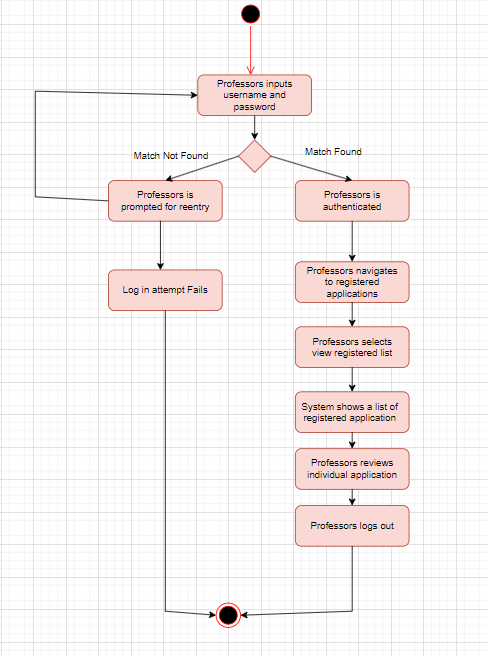 Professors inputs
username and
password
Match Not Found
Match Found
Professors is
prompted for reentry
Professors is
authenticated
Log in attempt Fails
Professors navigates
to registered
applications
Professors selects
view registered list
System shows a list of
registered application
Professors reviews
individual application
Professors logs out